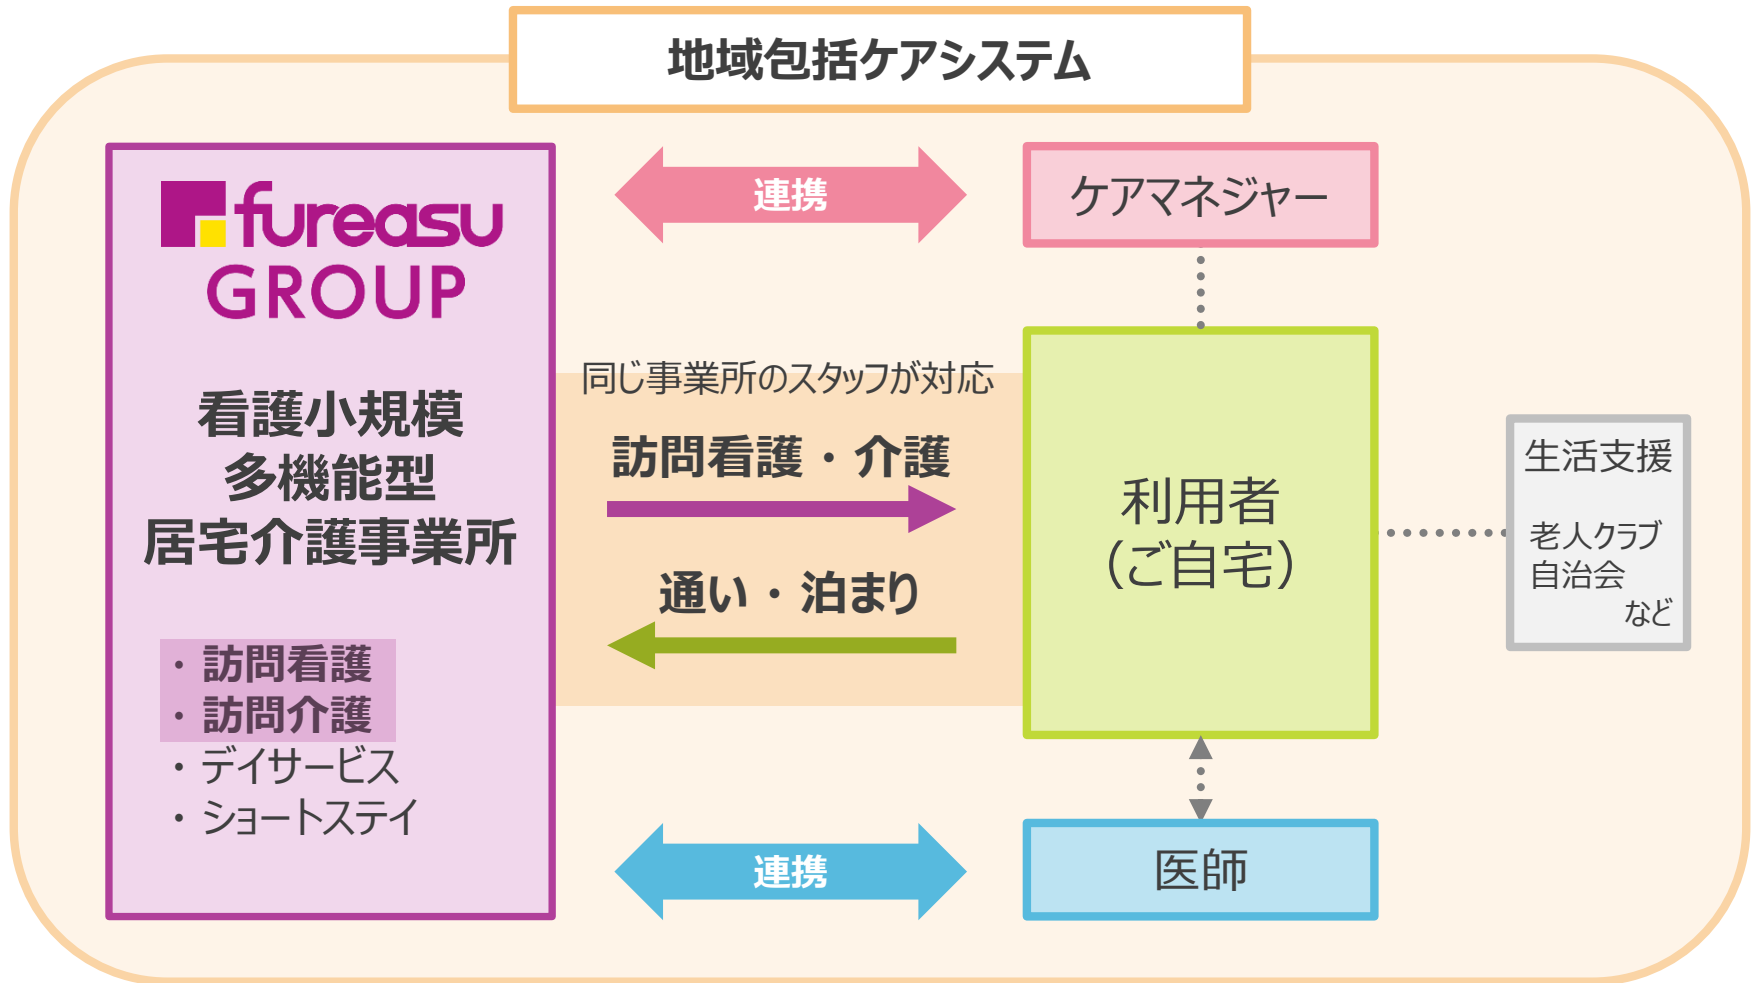 地域包括ケアシステム
fureasu
GROUP
看護小規模
多機能型
居宅介護事業所
・訪問看護
・訪問介護
・デイサービス
・ショートステイ
連携
同じ事業所のスタッフが対応
訪問看護・介護
通い・泊まり
連携
ケアマネジャー
利用者
（ご自宅）
医師
生活支援
老人クラブ
自治会
など